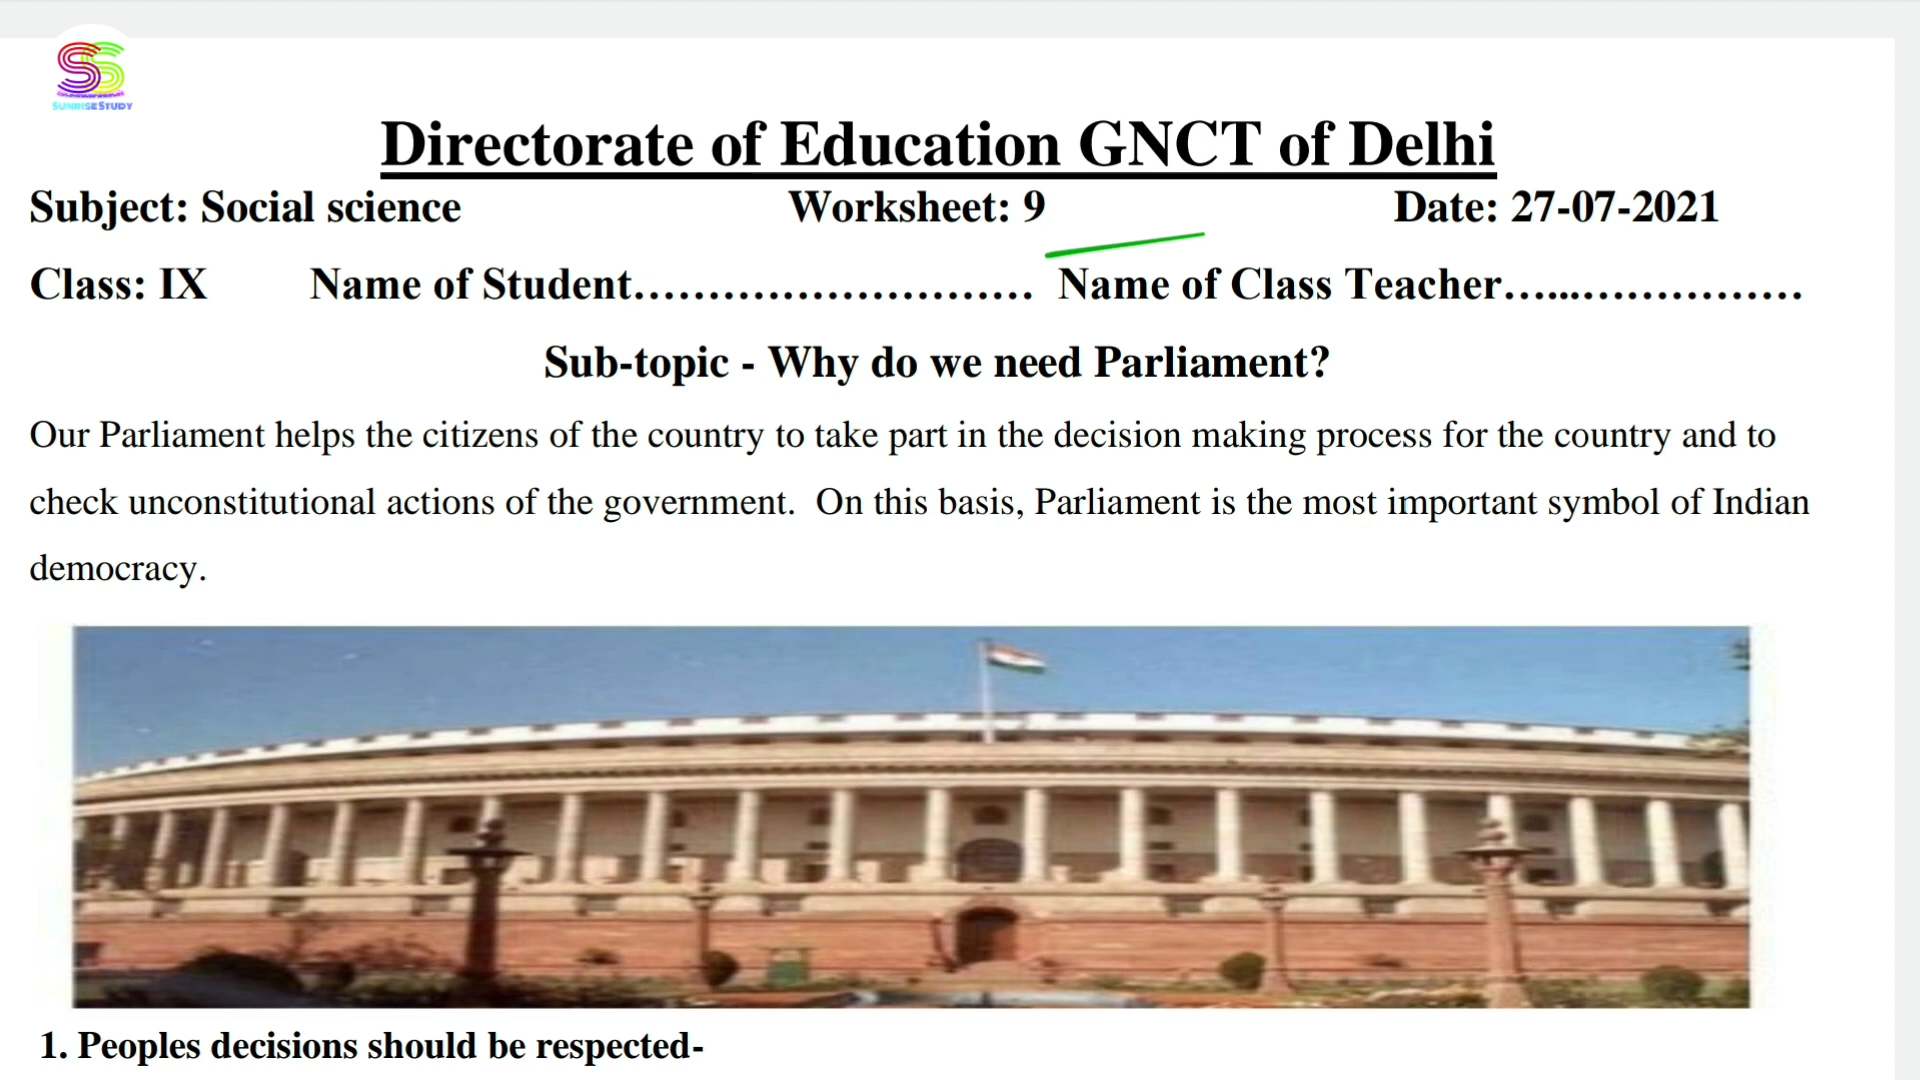 SS
SUNRISE STUDY
Directorate of Education GNCT of Delhi
Subject: Social science Worksheet: 9 Date: 27-07-2021
Class: IX Name of Student………………………. Name of Class Teacher…...……………
Sub-topic - Why do we need Parliament?
Our Parliament helps the citizens of the country to take part in the decision making process for the country and to
check unconstitutional actions of the government.  On this basis, Parliament is the most important symbol of Indian
democracy.
1. Peoples decisions should be respected-